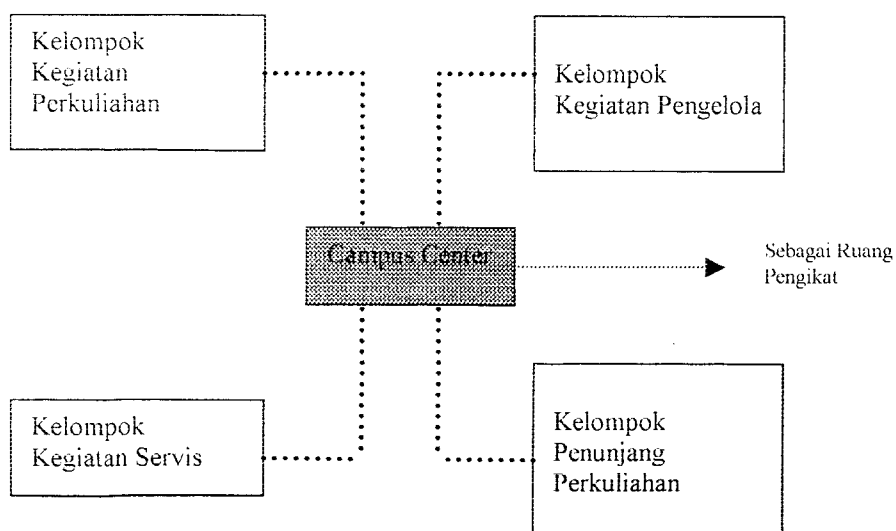 Kelompok
Kegiatan
Perkuliahan
Kelompok
Kegiatan Pengelola
Campus Center
Sebagai Ruang
Pengikat
Kelompok
Kegiatan Servis
Kelompok
Penunjang
Perkuliahan